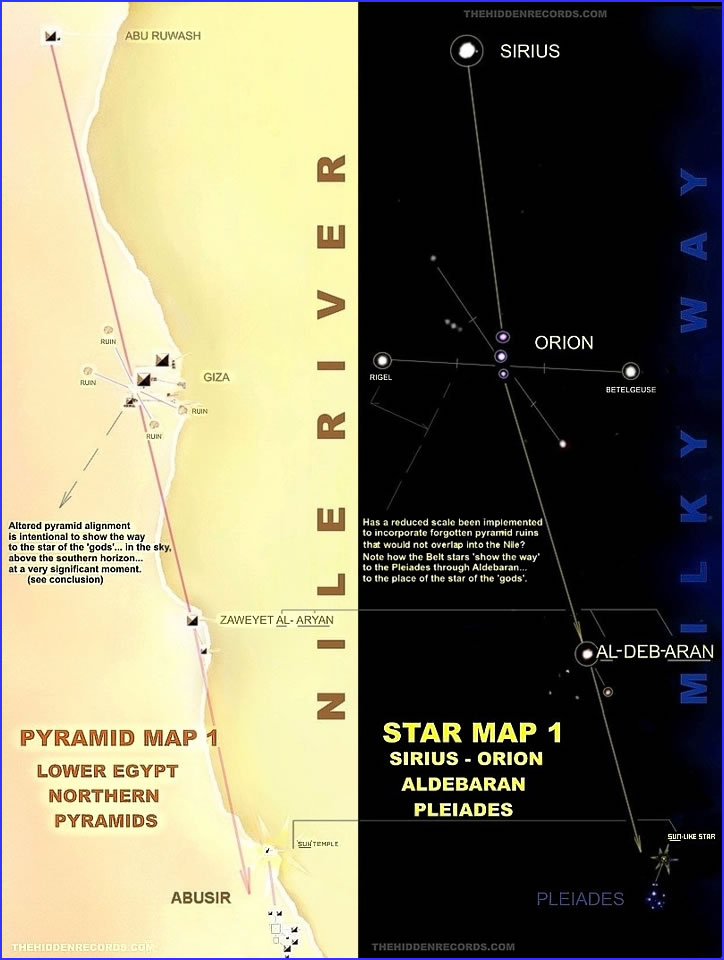 ABU RUWASH
RUIN
RUIN
GIZA
RUIN
RUIN
Altered pyramid alignment
is intentional to show the way
to the star of the 'gods'... in the sky,
above the southern horizon...
at a very significant moment.
(see conclusion)
ZAWEYET AL- ARYAN
NILE RIVER
PYRAMID MAP 1
LOWER EGYPT
NORTHERN
PYRAMIDS
SUN TEMPLE
ABUSIR
THEHIDDENRECORDS.COM
THEHIDDENRECORDS.COM
SIRIUS
ORION
RIGEL
BETELGEUSE
Has a reduced scale been implemented
to incorporate forgotten pyramid ruins
that would not overlap into the Nile?
Note how the Belt stars 'show the way'
to the Pleiades through Aldebaran...
to the place of the star of the 'gods'.
MILKY WAY
AL-DEB-ARAN
STAR MAP 1
SIRIUS - ORION
ALDEBARAN
PLEIADES
SUN-LIKE STAR
PLEIADES
THEHIDDENRECORDS.COM